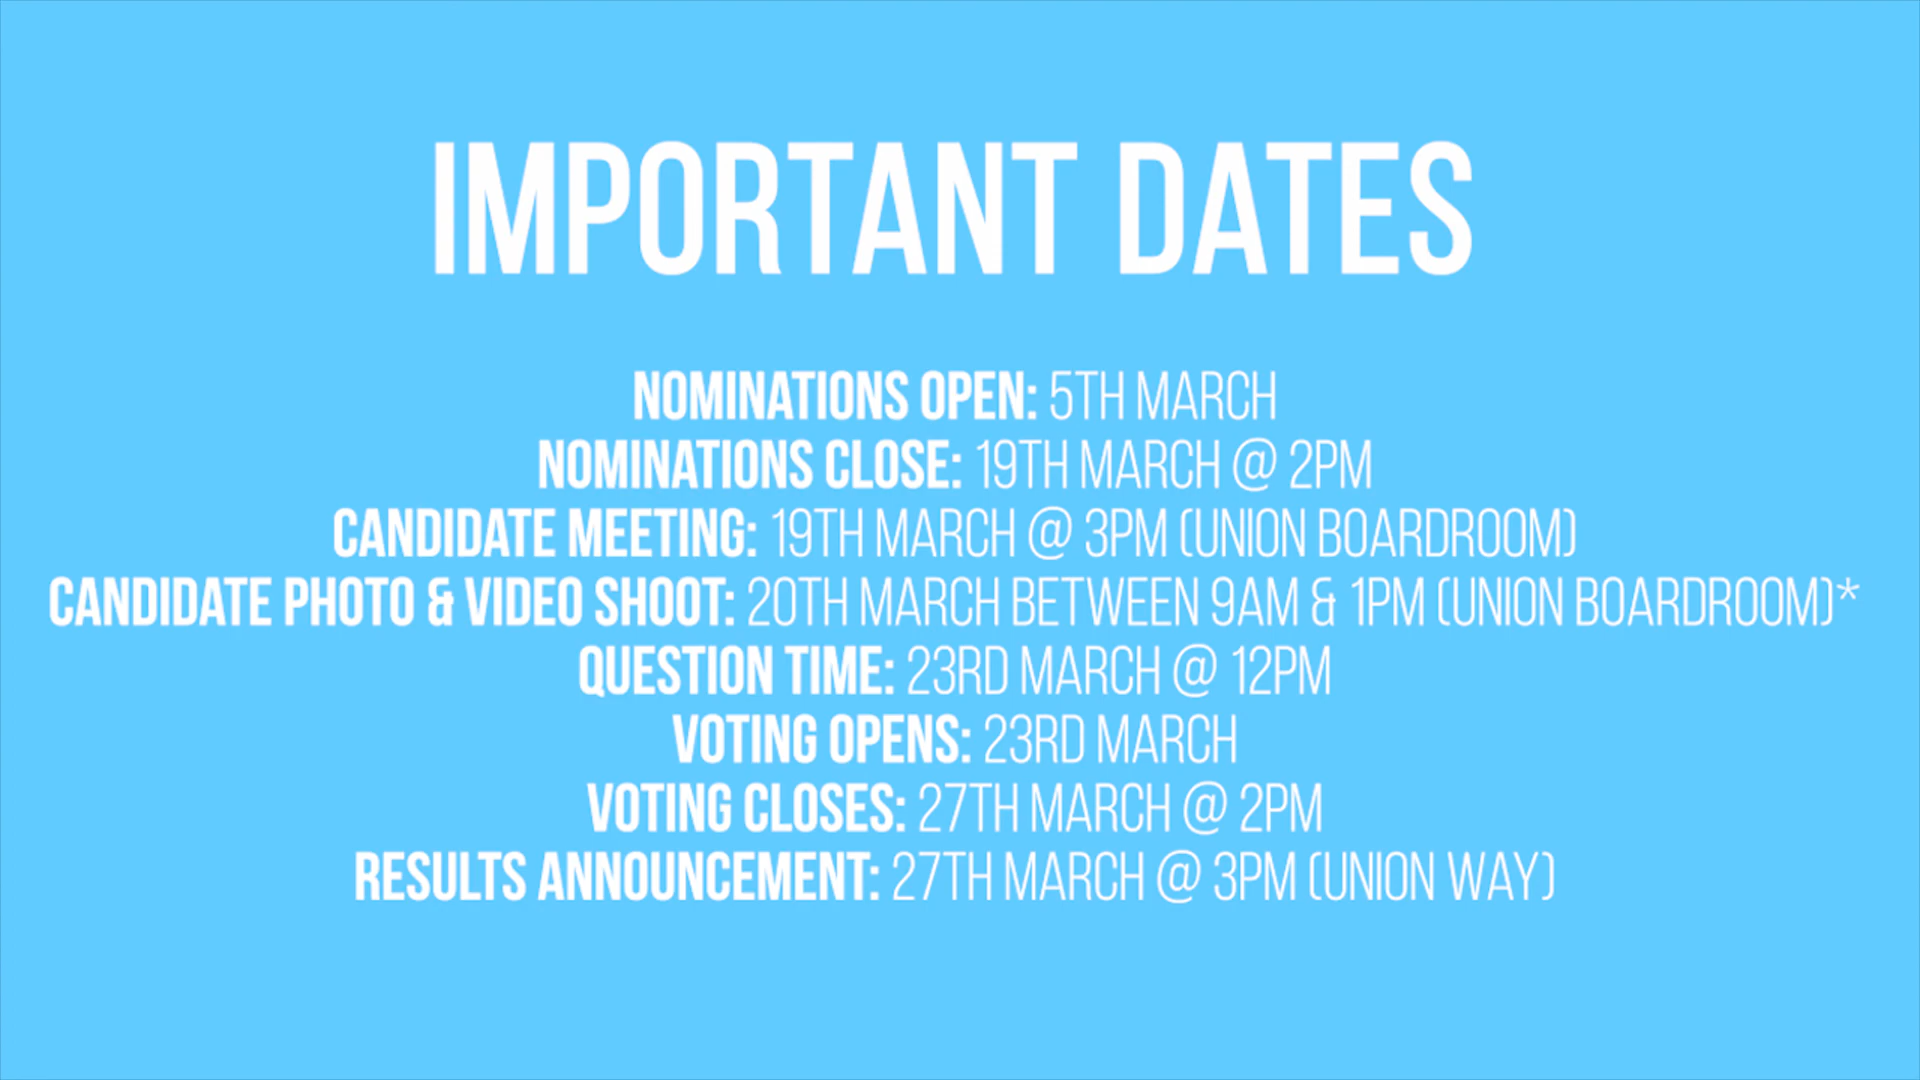 IMPORTANT DATES
NOMINATIONS OPEN: 5TH MARCH
NOMINATIONS CLOSE: 19TH MARCH @ 2PM
CANDIDATE MEETING: 19TH MARCH @ 3PM (UNION BOARDROOM)
CANDIDATE PHOTO & VIDEO SHOOT: 20TH MARCH BETWEEN 9AM & 1PM (UNION BOARDROOM)*
QUESTION TIME: 23RD MARCH @ 12PM
VOTING OPENS: 23RD MARCH
VOTING CLOSES: 27TH MARCH @ 2PM
RESULTS ANNOUNCEMENT: 27TH MARCH @ 3PM (UNION WAY)